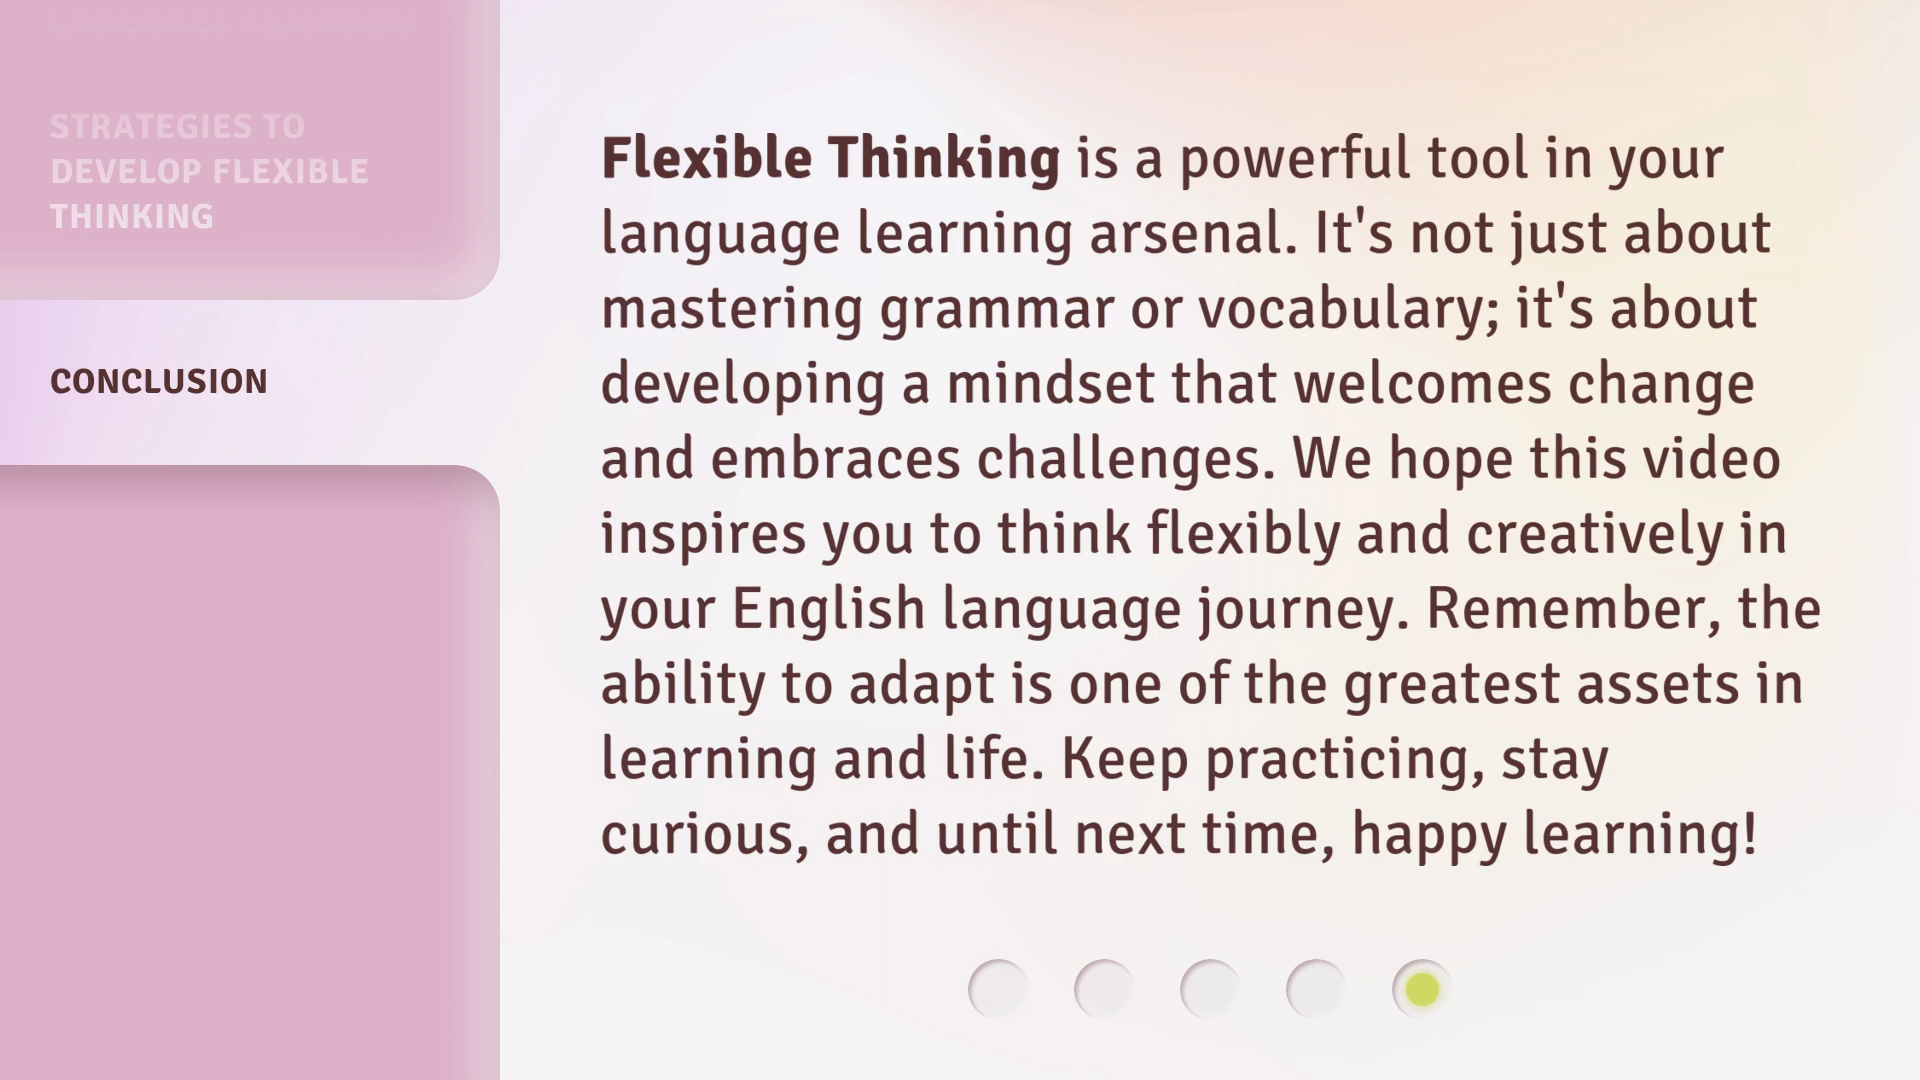 STRATEGIES TO
DEVELOP FLEXIBLE
THINKING
CONCLUSION
Flexible Thinking is a powerful tool in your
language learning arsenal. It's not just about
mastering grammar or vocabulary; it's about
developing a mindset that welcomes change
and embraces challenges. We hope this video
inspires you to think flexibly and creatively in
your English language journey. Remember, the
ability to adapt is one of the greatest assets in
learning and life. Keep practicing, stay
curious, and until next time, happy learning!